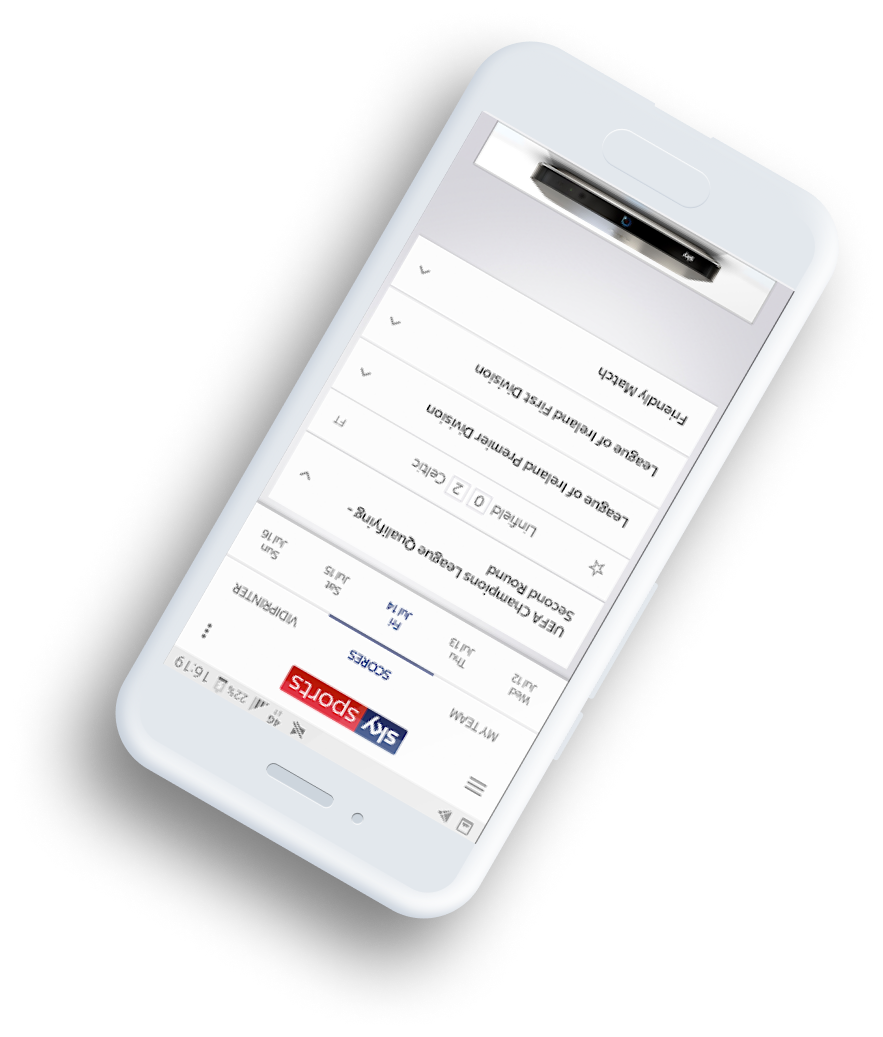 4G 22% 16:19
sky sports
MY TEAM SCORES VIDIPRINTER
Wed Thu Fri Sat Sun
Jul 12 Jul 13 Jul 14 Jul 15 Jul 16
UEFA Champions League Qualifying -
Second Round
Linfield 0 2 Celtic FT
League of Ireland Premier Division
League of Ireland First Division
Friendly Match
sky